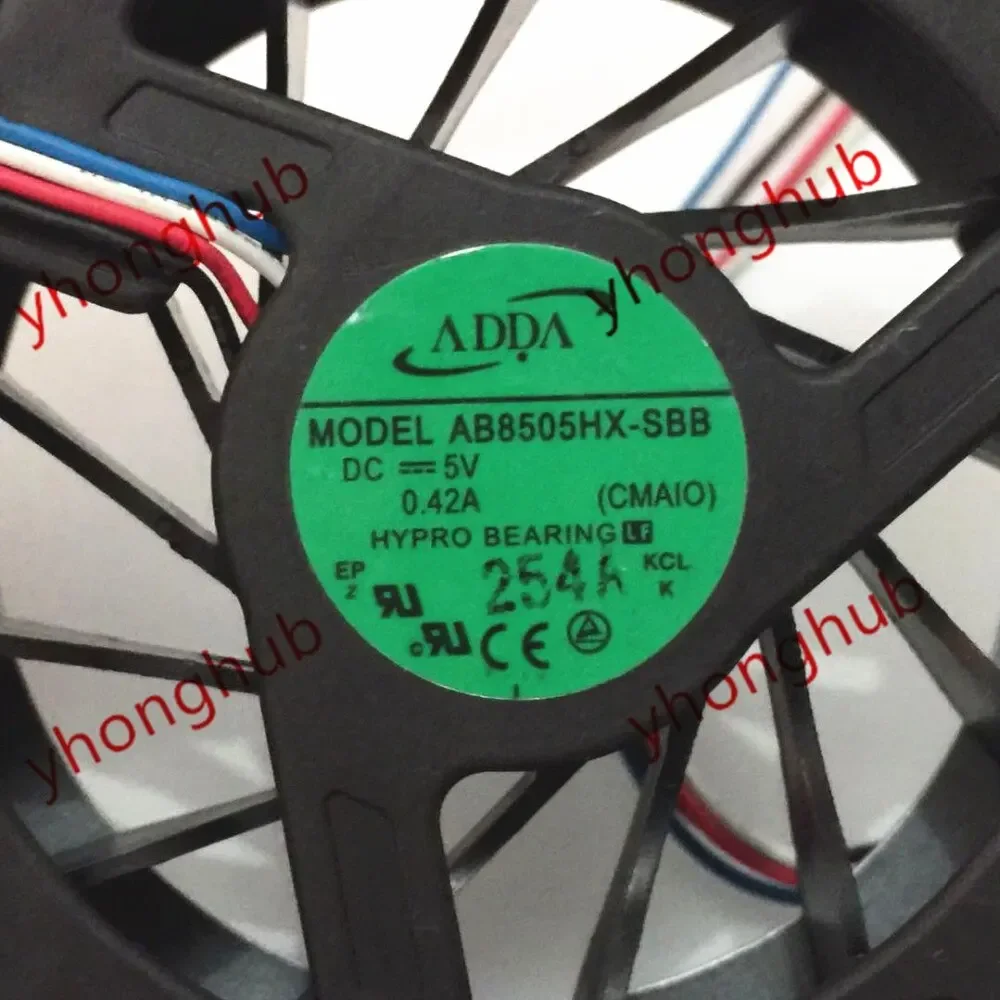 yhonghub
yhonghub
ADDA
MODEL AB8505HX-SBB
DC 5V
0.42A (CMAIO)
HYPRO BEARING LF
EP
Z
254A
KCL
K
CE
yhonghub
yhonghub